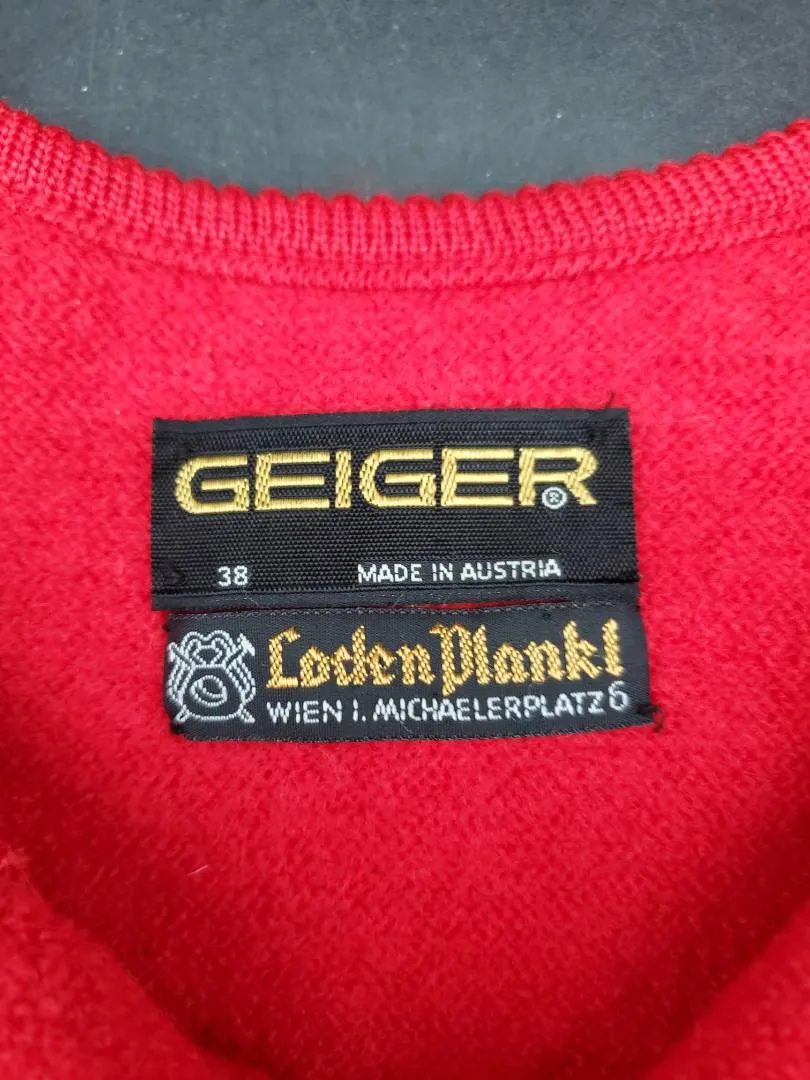 GEIGER®
38 MADE IN AUSTRIA
Loden Plankl
WIEN I. MICHAELERPLATZ 6